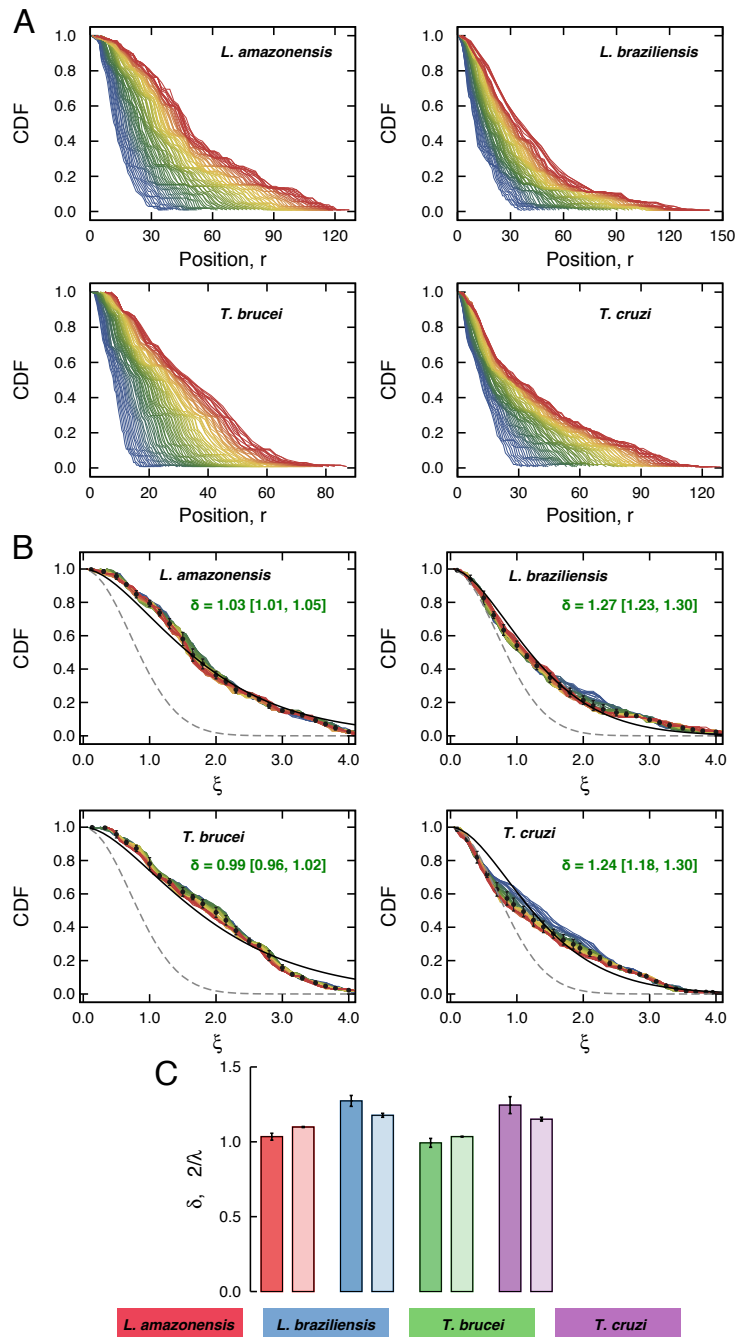 A
L. amazonensis
CDF
1.0
0.8
0.6
0.4
0.2
0.0
0 30 60 90 120
Position, r
L. braziliensis
CDF
1.0
0.8
0.6
0.4
0.2
0.0
0 30 60 90 120 150
Position, r
T. brucei
CDF
1.0
0.8
0.6
0.4
0.2
0.0
0 20 40 60 80
Position, r
T. cruzi
CDF
1.0
0.8
0.6
0.4
0.2
0.0
0 30 60 90 120
Position, r
B
L. amazonensis
δ = 1.03 [1.01, 1.05]
CDF
1.0
0.8
0.6
0.4
0.2
0.0
0.0 1.0 2.0 3.0 4.0
ξ
L. braziliensis
δ = 1.27 [1.23, 1.30]
CDF
1.0
0.8
0.6
0.4
0.2
0.0
0.0 1.0 2.0 3.0 4.0
ξ
T. brucei
δ = 0.99 [0.96, 1.02]
CDF
1.0
0.8
0.6
0.4
0.2
0.0
0.0 1.0 2.0 3.0 4.0
ξ
T. cruzi
δ = 1.24 [1.18, 1.30]
CDF
1.0
0.8
0.6
0.4
0.2
0.0
0.0 1.0 2.0 3.0 4.0
ξ
C
δ, 2/λ
1.5
1.0
0.5
0.0
L. amazonensis L. braziliensis T. brucei T. cruzi